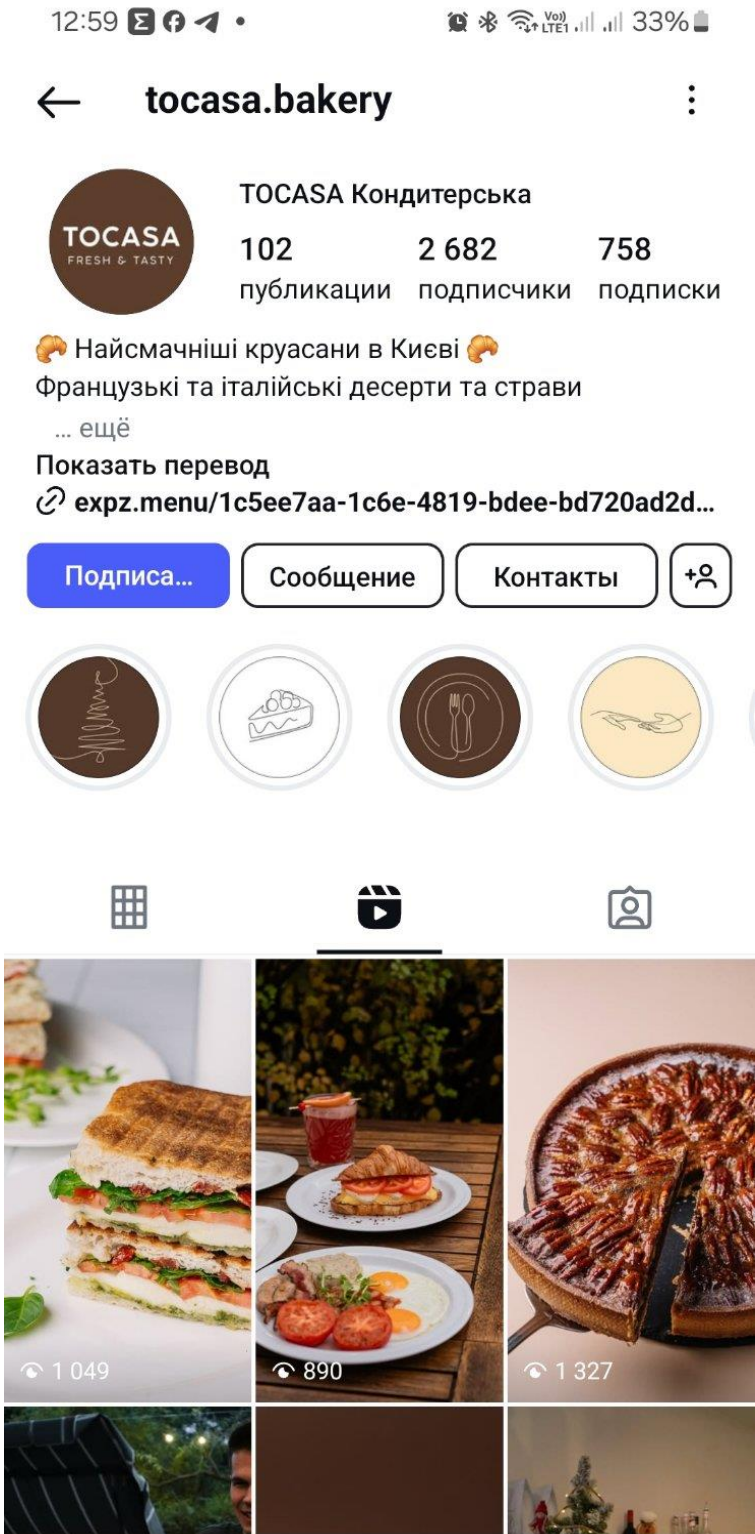 12:59
Vo))
LTE1
33%
tocasa.bakery
TOCASA
FRESH & TASTY
TOCASA Кондитерська
102
2 682
758
публикации
подписчики
подписки
🥐 Найсмачніші круасани в Києві 🥐
Французькі та італійські десерти та страви
... ещё
Показать перевод
expz.menu/1c5ee7aa-1c6e-4819-bdee-bd720ad2d...
Подписа...
Сообщение
Контакты
1 049
890
1 327